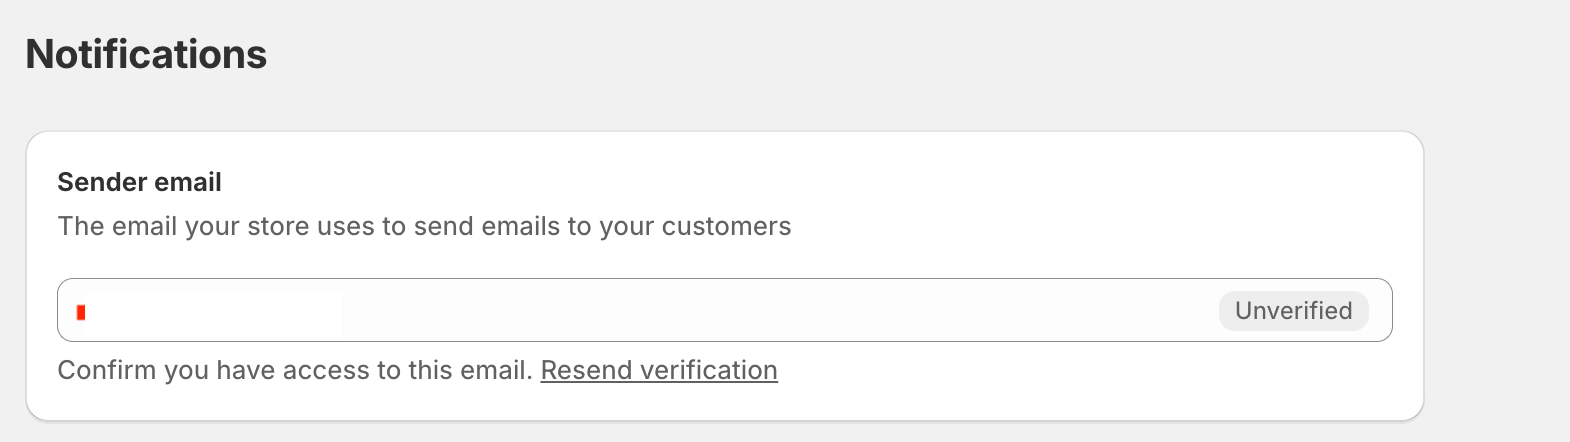 Notifications
Sender email
The email your store uses to send emails to your customers
Unverified
Confirm you have access to this email. Resend verification